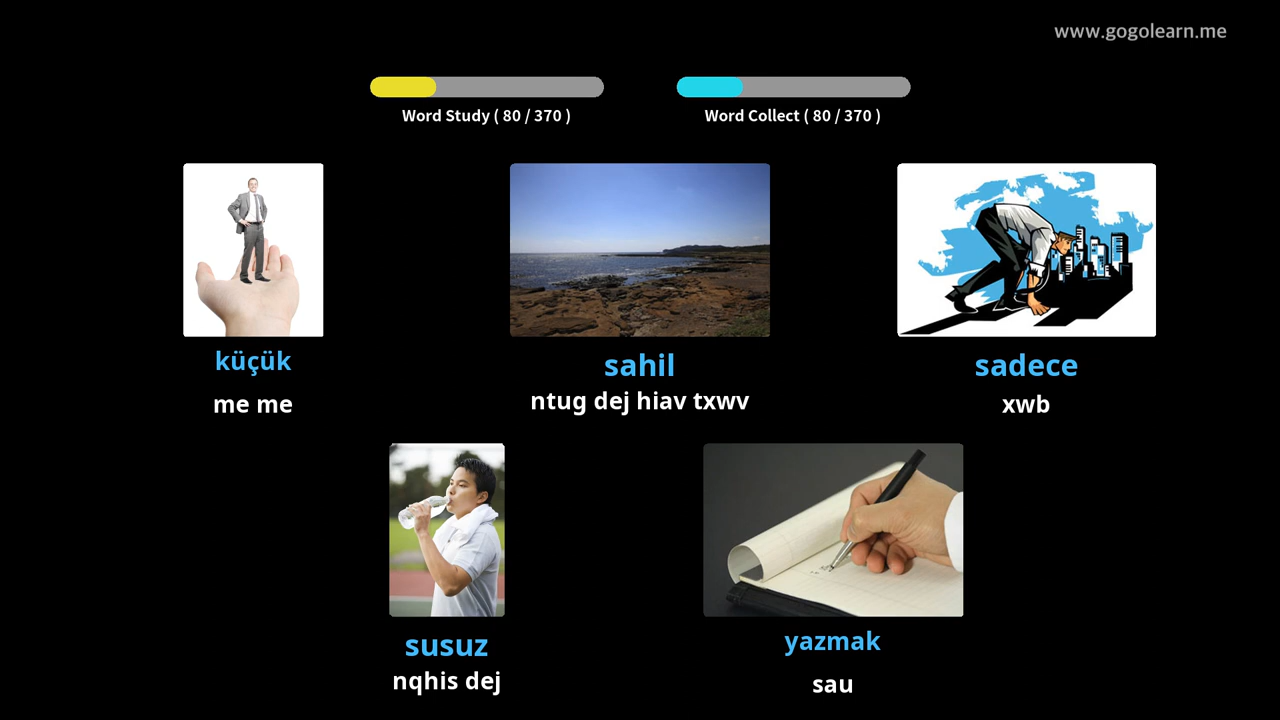 www.gogolearn.me
Word Study ( 80 / 370 )
Word Collect ( 80 / 370 )
küçük
me me
sahil
ntug dej hiav txwv
sadece
xwb
susuz
nqhis dej
yazmak
sau